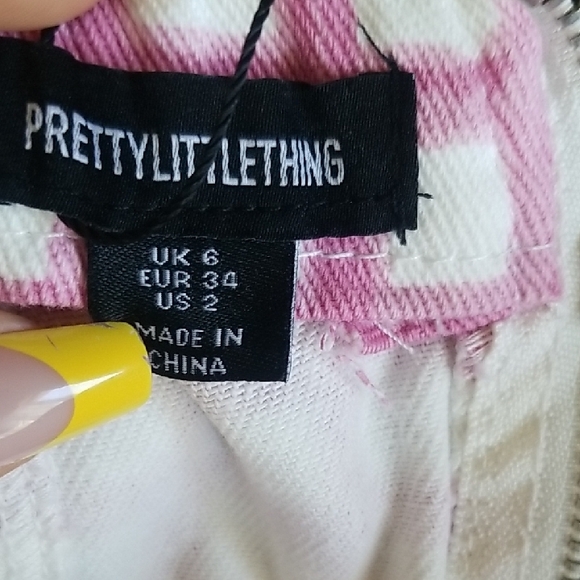 PRETTYLITTLETHING
UK 6
EUR 34
US 2
MADE IN
CHINA